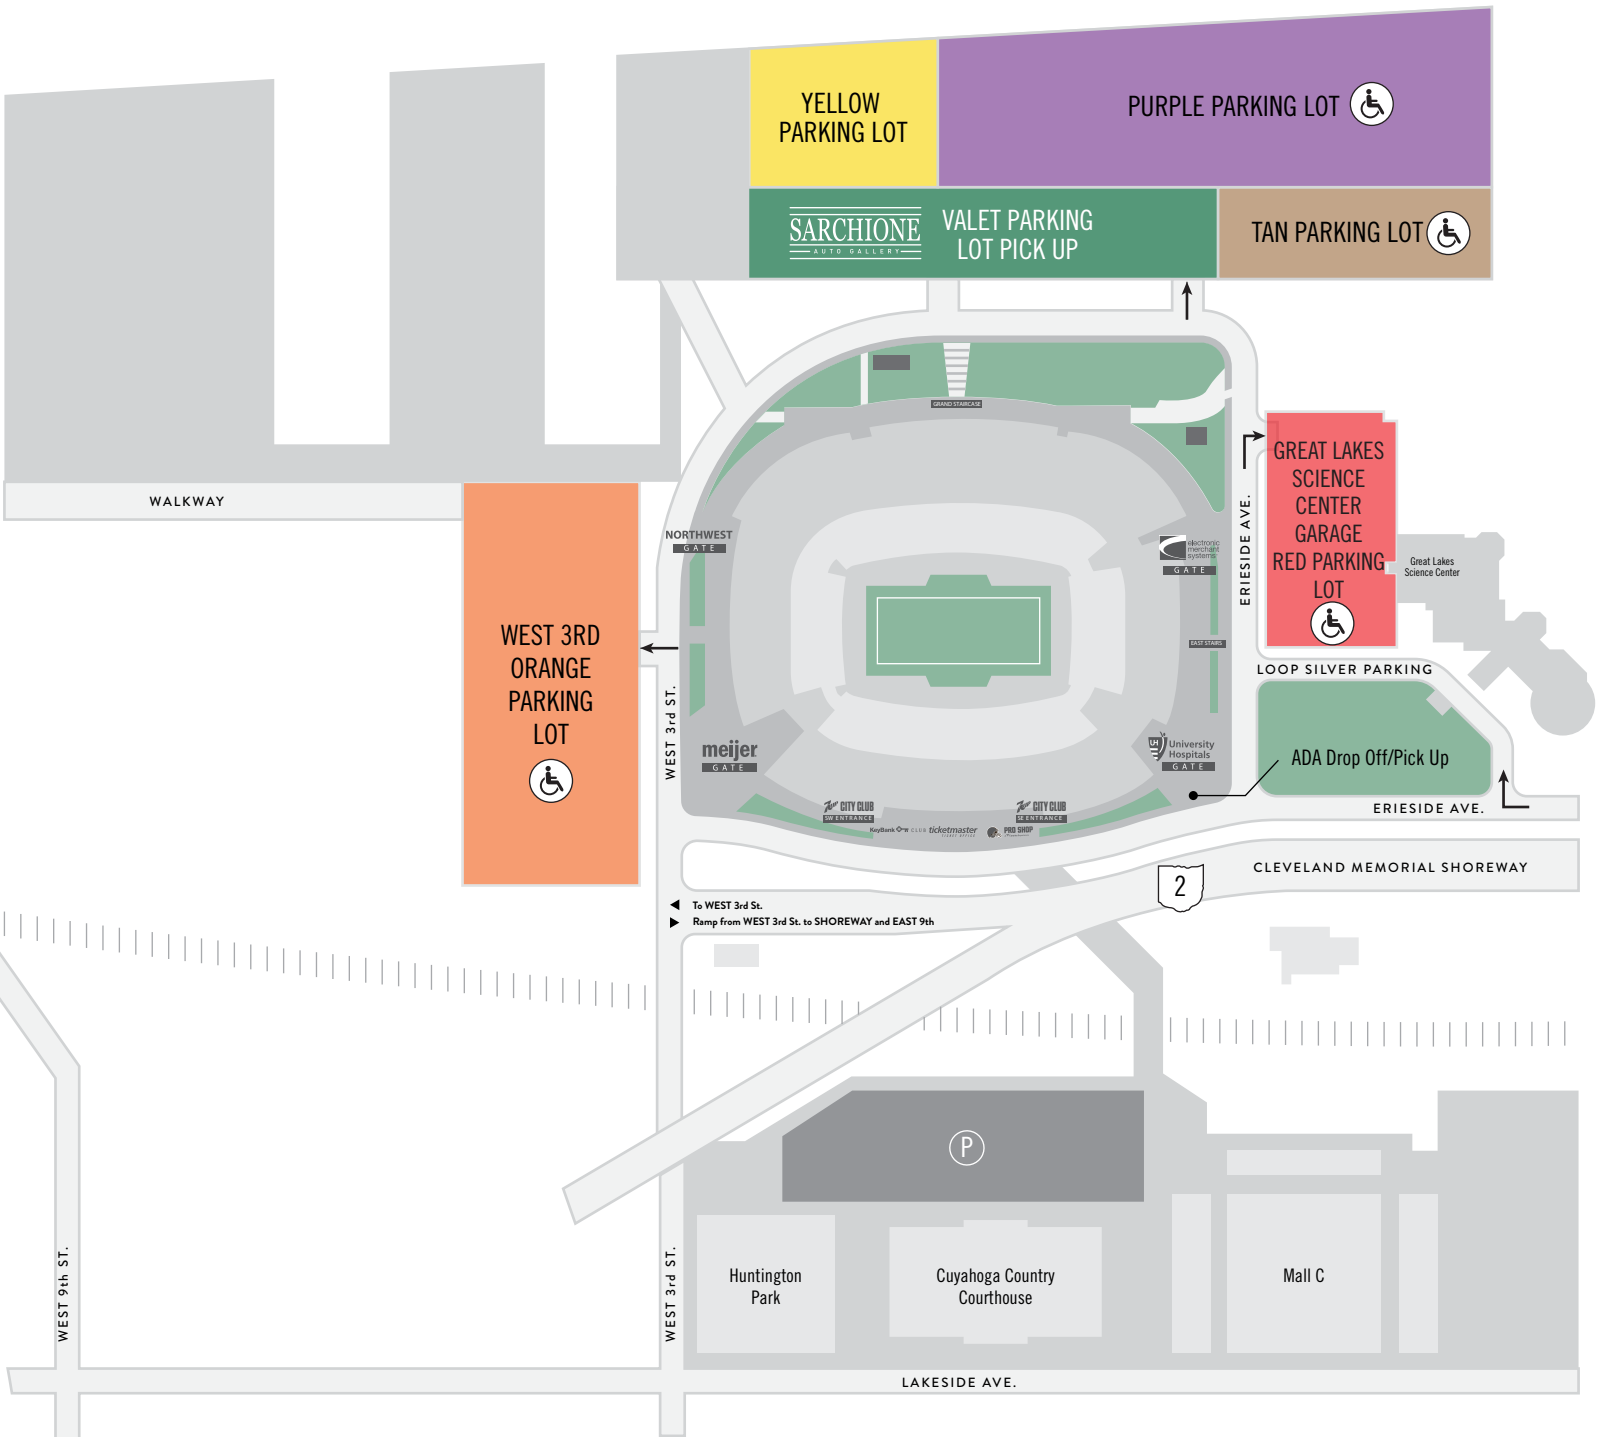 YELLOW
PARKING LOT
PURPLE PARKING LOT
SARCHIONE
AUTO GALLERY
VALET PARKING
LOT PICK UP
TAN PARKING LOT
GRAND STAIRCASE
WALKWAY
NORTHWEST
GATE
electronic
merchant
systems
GATE
ERIESIDE AVE.
GREAT LAKES
SCIENCE
CENTER
GARAGE
RED PARKING
LOT
Great Lakes
Science Center
WEST 3RD
ORANGE
PARKING
LOT
EAST STAIRS
LOOP SILVER PARKING
WEST 3rd ST.
meijer
GATE
UH University
Hospitals
GATE
ADA Drop Off/Pick Up
CITY CLUB
SW ENTRANCE
CITY CLUB
SE ENTRANCE
KeyBank CLUB
ticketmaster
TICKET OFFICE
PRO SHOP
ERIESIDE AVE.
CLEVELAND MEMORIAL SHOREWAY
2
To WEST 3rd St.
Ramp from WEST 3rd St. to SHOREWAY and EAST 9th
P
WEST 9th ST.
WEST 3rd ST.
Huntington
Park
Cuyahoga Country
Courthouse
Mall C
LAKESIDE AVE.